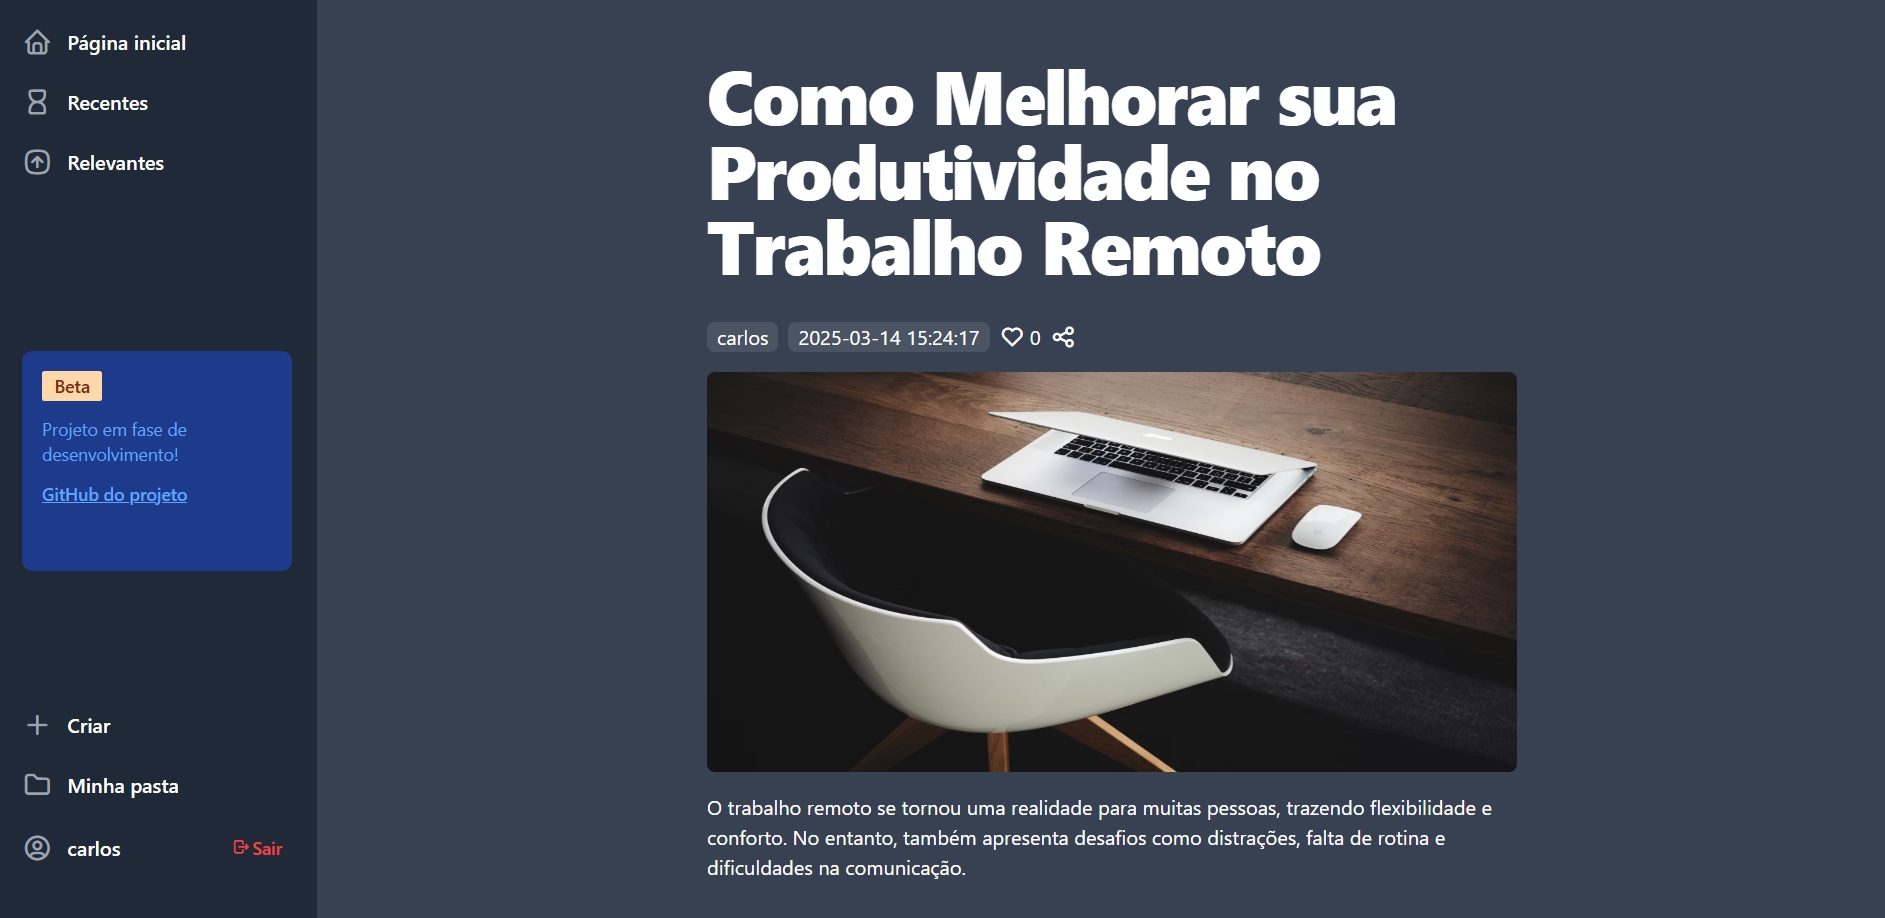 Página inicial
Recentes
Relevantes
Beta
Projeto em fase de
desenvolvimento!
GitHub do projeto
Criar
Minha pasta
carlos
Sair
Como Melhorar sua
Produtividade no
Trabalho Remoto
carlos 2025-03-14 15:24:17 0
O trabalho remoto se tornou uma realidade para muitas pessoas, trazendo flexibilidade e
conforto. No entanto, também apresenta desafios como distrações, falta de rotina e
dificuldades na comunicação.